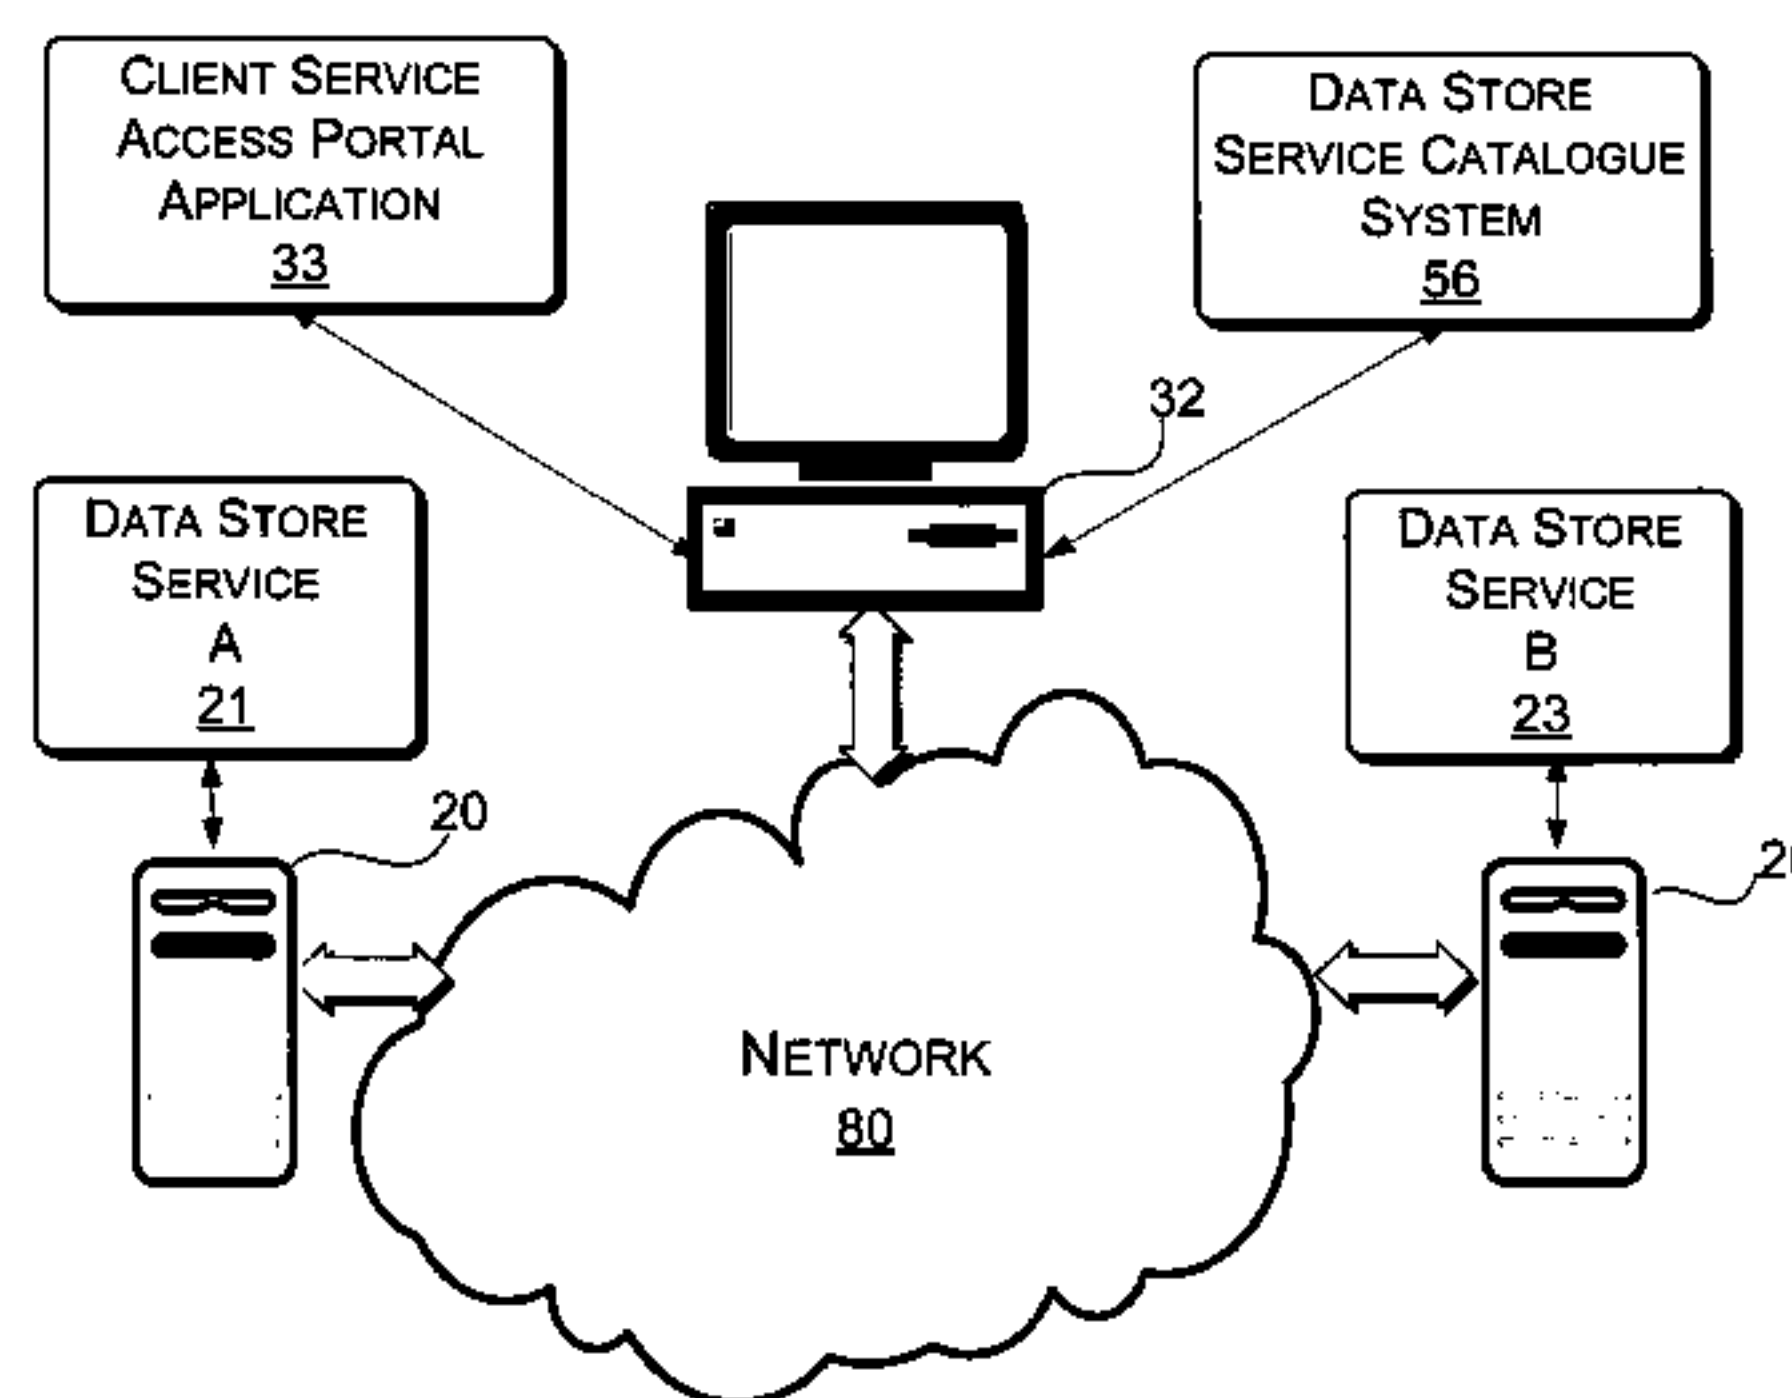 CLIENT SERVICE
ACCESS PORTAL
APPLICATION
33
DATA STORE
SERVICE CATALOGUE
SYSTEM
56
32
DATA STORE
SERVICE
A
21
DATA STORE
SERVICE
B
23
20
NETWORK
80